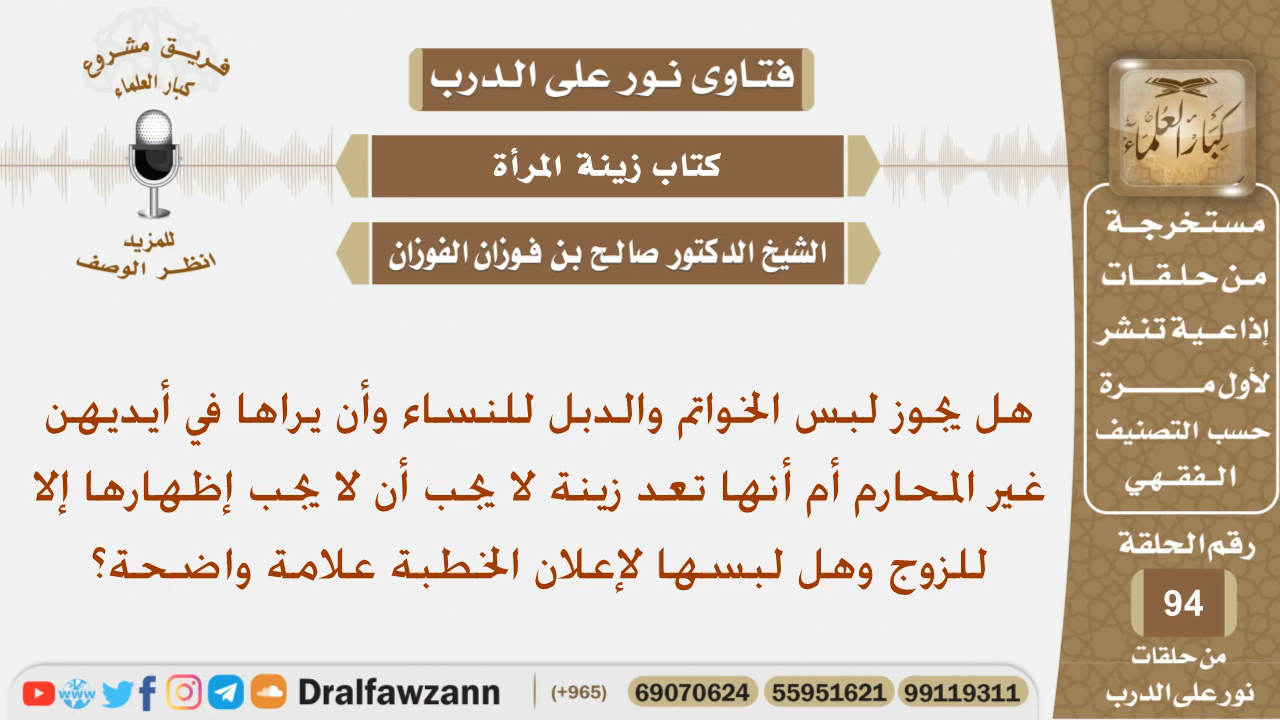 فريق مشروع
كبار العلماء
للمزيد
انظر الوصف
فتاوى نور على الدرب
كتاب زينة المرأة
الشيخ الدكتور صالح بن فوزان الفوزان
هل يجوز لبس الخواتم والدبل للنساء وأن يراها في أيديهن
غير المحارم أم أنها تعد زينة لا يجب أن لا يجب إظهارها إلا
للزوج وهل لبسها لإعلان الخطبة علامة واضحة؟
كبار العلماء
مستخرجة
من حلقات
إذاعية تنشر
لأول مرة
حسب التصنيف
الفقهي
رقم الحلقة
94
من حلقات
نور على الدرب
Dralfawzann
(+965) 69070624 55951621 99119311